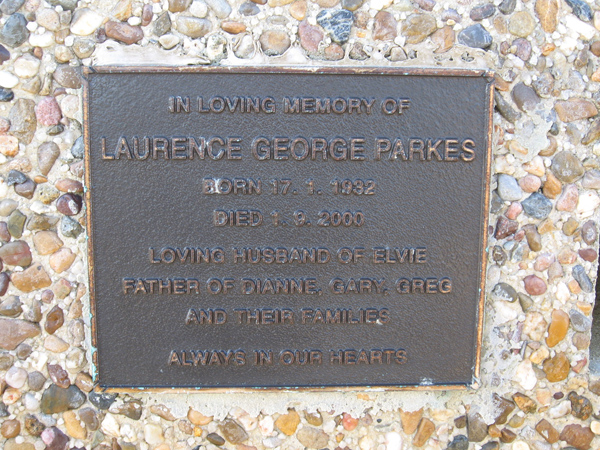 IN LOVING MEMORY OF
LAURENCE GEORGE PARKES
BORN 17. 1. 1932
DIED 1. 9. 2000
LOVING HUSBAND OF ELVIE
FATHER OF DIANNE, GARY, GREG
AND THEIR FAMILIES
ALWAYS IN OUR HEARTS